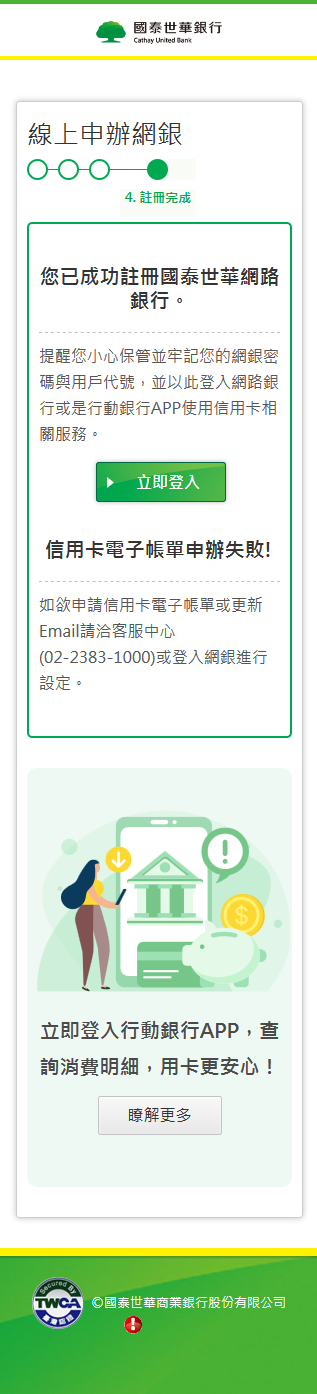 國泰世華銀行
Cathay United Bank
線上申辦網銀
4. 註冊完成
您已成功註冊國泰世華網路
銀行。
提醒您小心保管並牢記您的網銀密
碼與用戶代號，並以此登入網路銀
行或是行動銀行APP使用信用卡相
關服務。
立即登入
信用卡電子帳單申辦失敗!
如欲申請信用卡電子帳單或更新
Email請洽客服中心
(02-2383-1000)或登入網銀進行
設定。
立即登入行動銀行APP，查
詢消費明細，用卡更安心！
瞭解更多
Secured By
TWCA
©國泰世華商業銀行股份有限公司